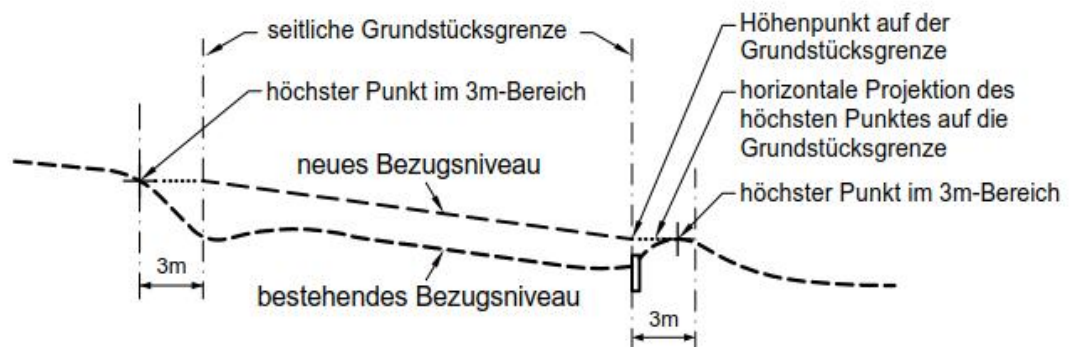 seitliche Grundstücksgrenze
Höhenpunkt auf der
Grundstücksgrenze
höchster Punkt im 3m-Bereich
horizontale Projektion des
höchsten Punktes auf die
Grundstücksgrenze
neues Bezugsniveau
höchster Punkt im 3m-Bereich
3m
bestehendes Bezugsniveau
3m